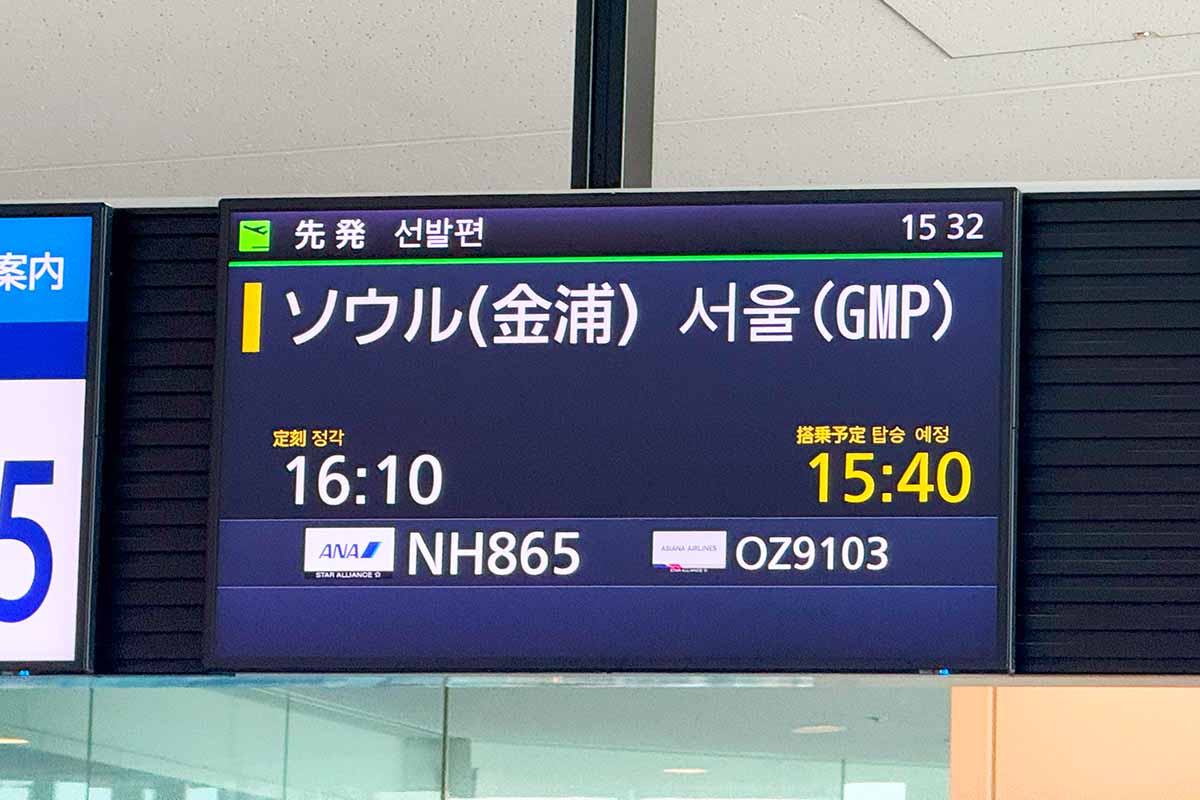 案内
5
先発 선발편 15 32
ソウル(金浦) 서울(GMP)
定刻 정각 搭乗予定 탑승 예정
16:10 15:40
ANA NH865 ASIANA AIRLINES OZ9103
STAR ALLIANCE STAR ALLIANCE